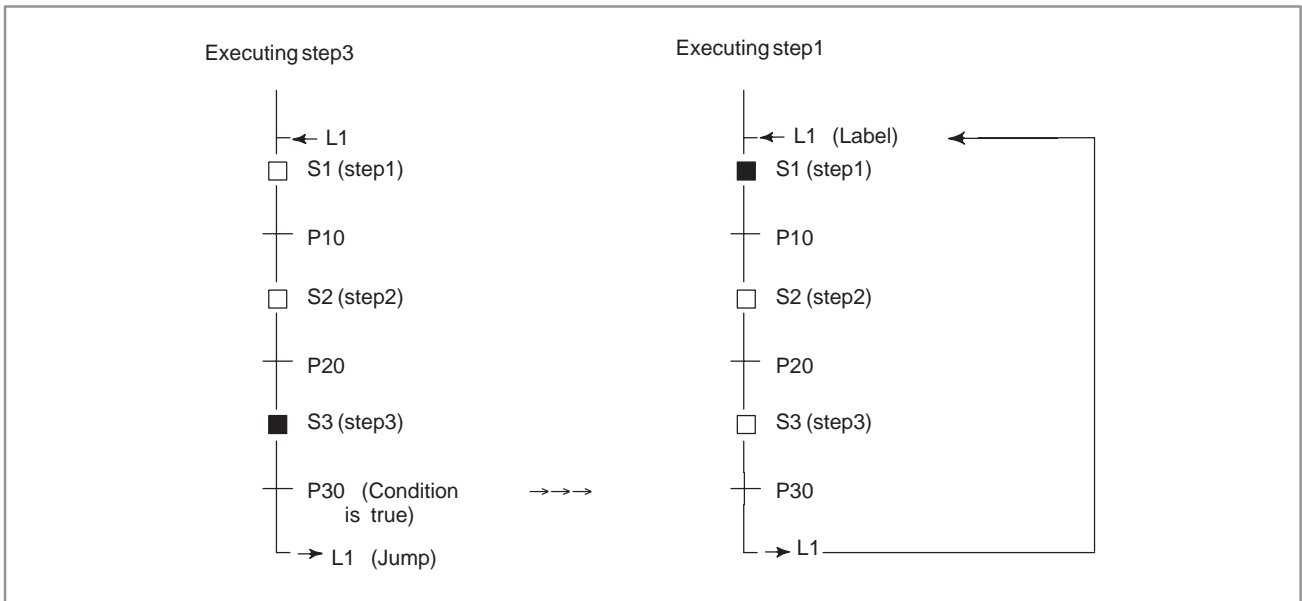 Executing step3
L1
S1 (step1)
P10
S2 (step2)
P20
S3 (step3)
P30 (Condition
is true)
L1 (Jump)
Executing step1
L1 (Label)
S1 (step1)
P10
S2 (step2)
P20
S3 (step3)
P30
L1